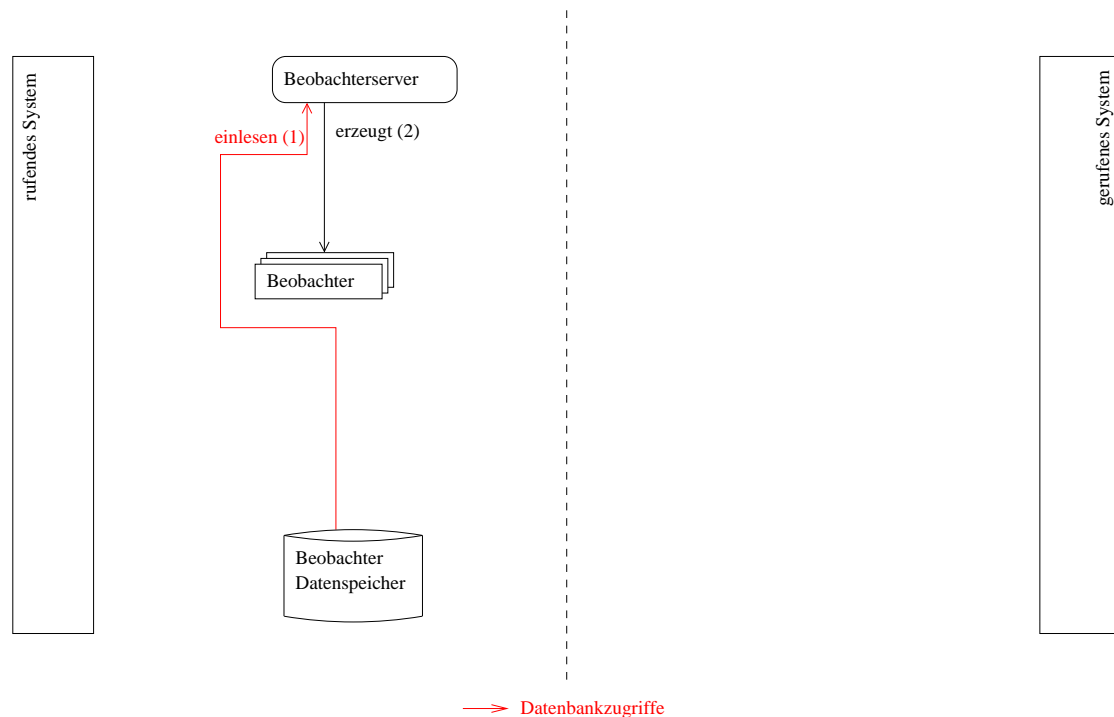 rufendes System
Beobachterserver
einlesen (1)
erzeugt (2)
Beobachter
Beobachter
Datenspeicher
gerufenes System
Datenbankzugriffe